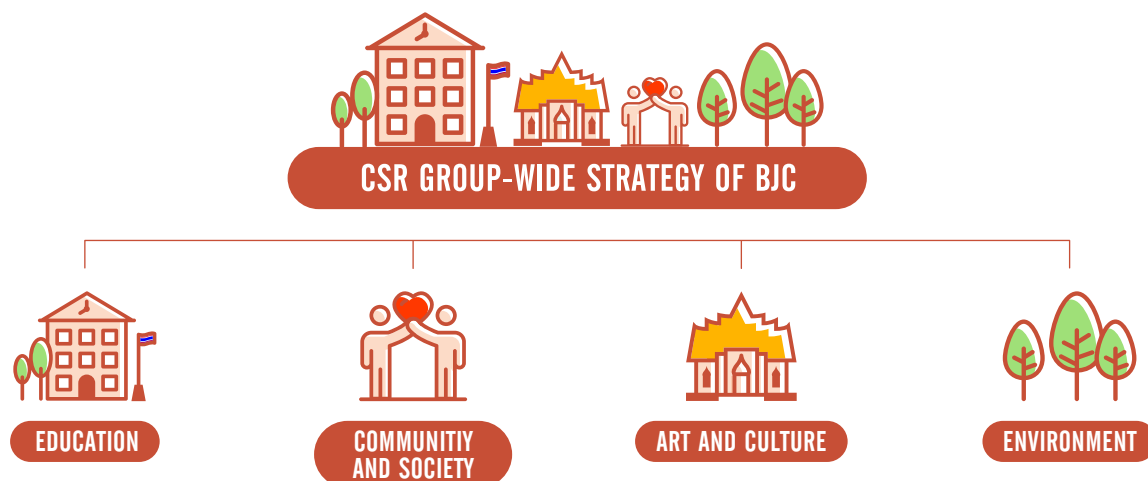 CSR GROUP-WIDE STRATEGY OF BJC
EDUCATION
COMMUNITIY
AND SOCIETY
ART AND CULTURE
ENVIRONMENT